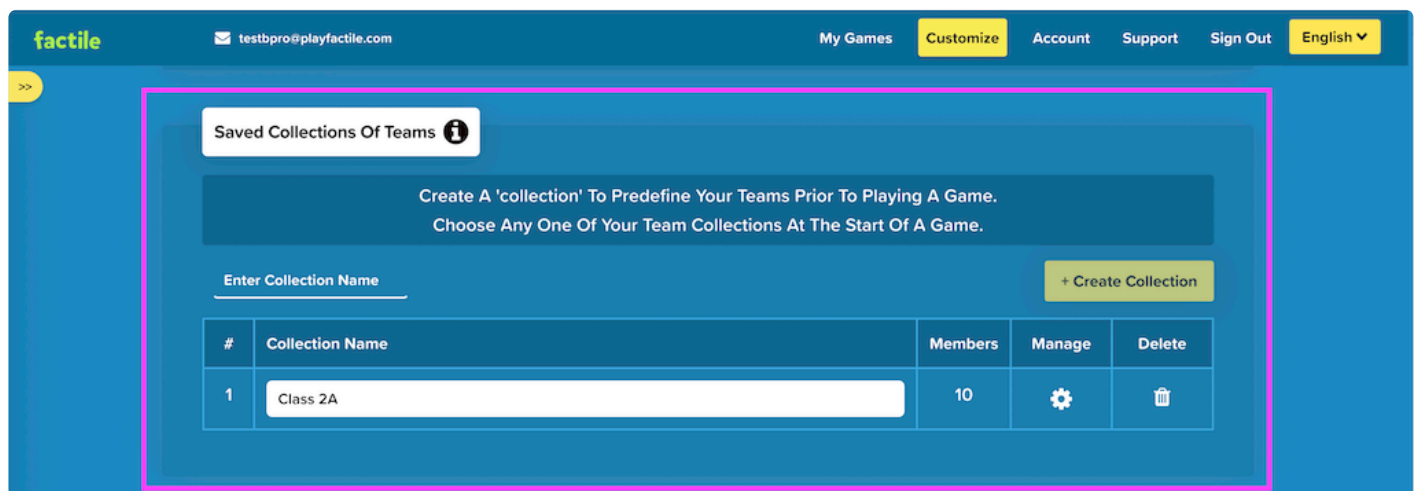 factile
testbpro@playfactile.com
My Games
Customize
Account
Support
Sign Out
English
>>
Saved Collections Of Teams
Create A 'collection' To Predefine Your Teams Prior To Playing A Game.
Choose Any One Of Your Team Collections At The Start Of A Game.
Enter Collection Name
+ Create Collection
# Collection Name Members Manage Delete
1 Class 2A 10